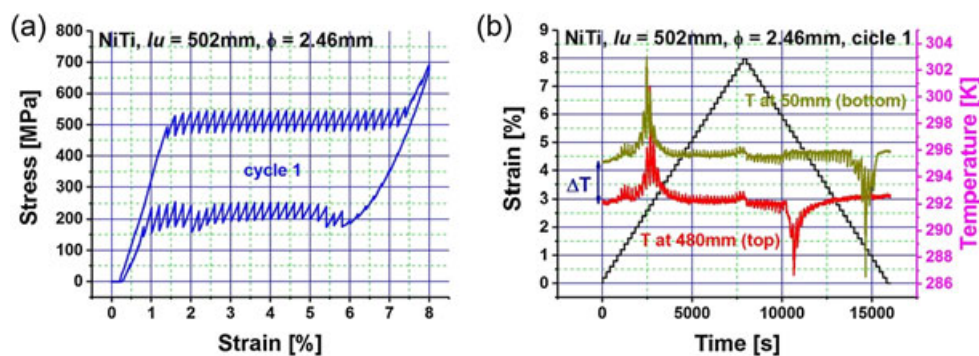 (a)
NiTi, lu = 502mm, ϕ = 2.46mm
800
700
600
500
400
300
200
100
0
Stress [MPa]
cycle 1
0 1 2 3 4 5 6 7 8
Strain [%]
(b)
NiTi, lu = 502mm, ϕ = 2.46mm, cicle 1
9
8
7
6
5
4
3
2
1
0
Strain [%]
T at 50mm (bottom)
ΔT
T at 480mm (top)
304
302
300
298
296
294
292
290
288
286
Temperature [K]
0 5000 10000 15000
Time [s]